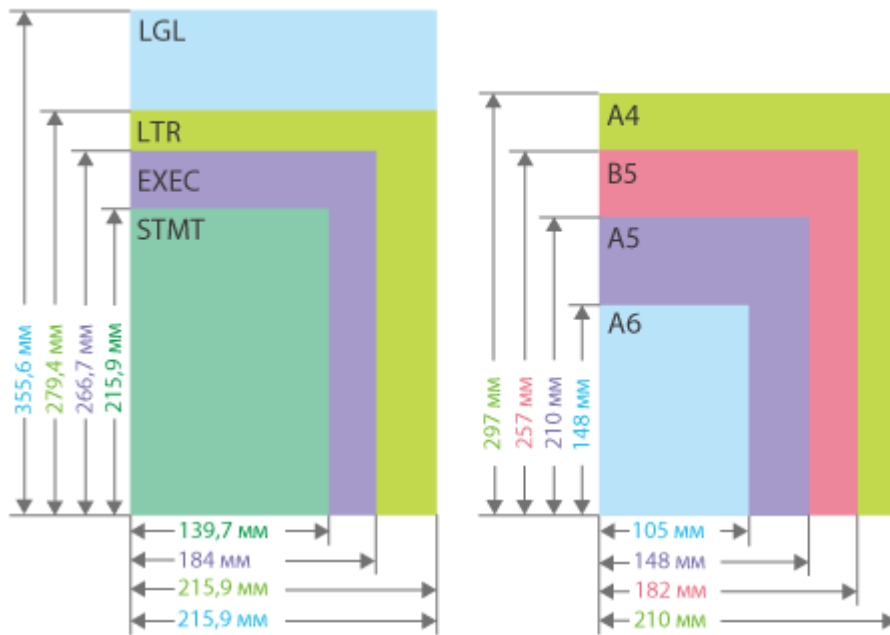 LGL
LTR
EXEC
STMT
355,6 мм
279,4 мм
266,7 мм
215,9 мм
139,7 мм
184 мм
215,9 мм
215,9 мм
A4
B5
A5
A6
297 мм
257 мм
210 мм
148 мм
105 мм
148 мм
182 мм
210 мм